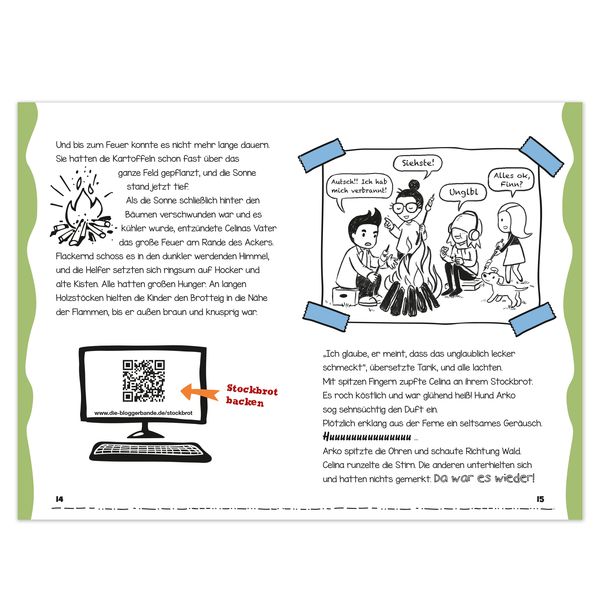 Und bis zum Feuer konnte es nicht mehr lange dauern.
Sie hatten die Kartoffeln schon fast über das
ganze Feld gepflanzt, und die Sonne
stand jetzt tief.
Als die Sonne schließlich hinter den
Bäumen verschwunden war und es
kühler wurde, entzündete Celinas Vater
das große Feuer am Rande des Ackers.
Flackernd schoss es in den dunkler werdenden Himmel,
und die Helfer setzten sich ringsum auf Hocker und
alte Kisten. Alle hatten großen Hunger. An langen
Holzstöcken hielten die Kinder den Brotteig in die Nähe
der Flammen, bis er außen braun und knusprig war.
www.die-bloggerbande.de/stockbrot
Stockbrot
backen
14
Autsch!! Ich hab
mich verbrannt!
Siehste!
Unglbl
Alles ok,
Finn?
„Ich glaube, er meint, dass das unglaublich lecker
schmeckt“, übersetzte Tarik, und alle lachten.
Mit spitzen Fingern zupfte Celina an ihrem Stockbrot.
Es roch köstlich und war glühend heiß! Hund Arko
sog sehnsüchtig den Duft ein.
Plötzlich erklang aus der Ferne ein seltsames Geräusch.
Huuuuuuuuuuuuuuu ...
Arko spitzte die Ohren und schaute Richtung Wald.
Celina runzelte die Stirn. Die anderen unterhielten sich
und hatten nichts gemerkt. Da war es wieder!
15